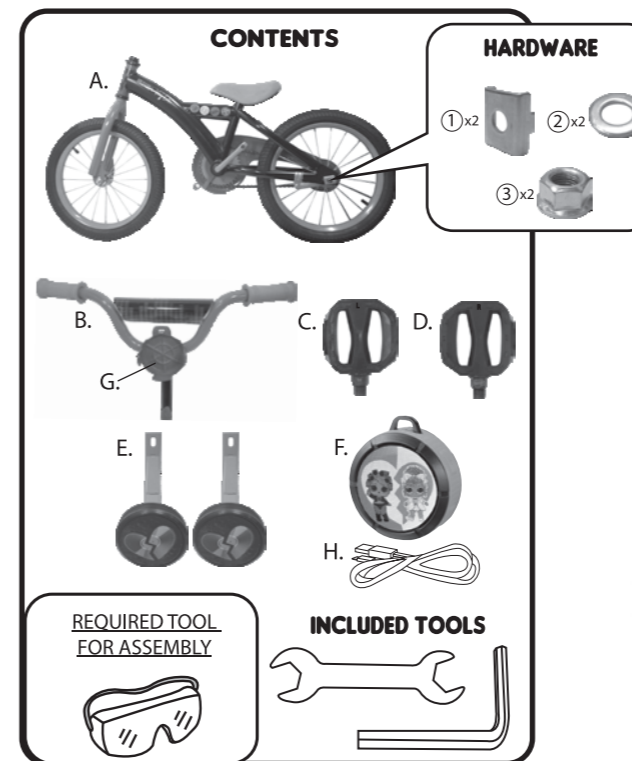 CONTENTS
HARDWARE
A.
①x2
②x2
③x2
B.
C.
L
D.
R
G.
E.
F.
H.
REQUIRED TOOL
FOR ASSEMBLY
INCLUDED TOOLS